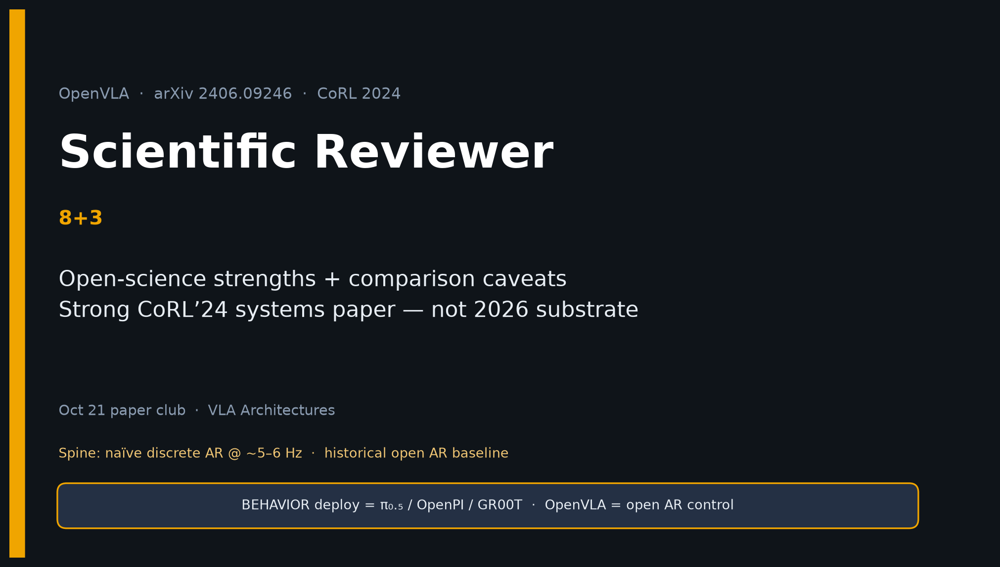 OpenVLA · arXiv 2406.09246 · CoRL 2024
Scientific Reviewer
8+3
Open-science strengths + comparison caveats
Strong CoRL’24 systems paper — not 2026 substrate
Oct 21 paper club · VLA Architectures
Spine: naïve discrete AR @ ~5–6 Hz · historical open AR baseline
BEHAVIOR deploy = π₀.₅ / OpenPI / GR00T · OpenVLA = open AR control